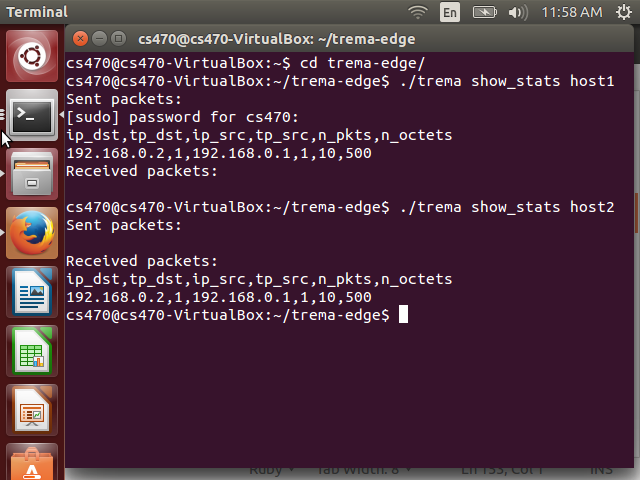 Terminal
En
11:58 AM
cs470@cs470-VirtualBox: ~/trema-edge
cs470@cs470-VirtualBox:~$ cd trema-edge/
cs470@cs470-VirtualBox:~/trema-edge$ ./trema show_stats host1
Sent packets:
[sudo] password for cs470:
ip_dst,tp_dst,ip_src,tp_src,n_pkts,n_octets
192.168.0.2,1,192.168.0.1,1,10,500
Received packets:
cs470@cs470-VirtualBox:~/trema-edge$ ./trema show_stats host2
Sent packets:
Received packets:
ip_dst,tp_dst,ip_src,tp_src,n_pkts,n_octets
192.168.0.2,1,192.168.0.1,1,10,500
cs470@cs470-VirtualBox:~/trema-edge$
Ruby Tab Width: 8 Ln 153, Col 1 INS